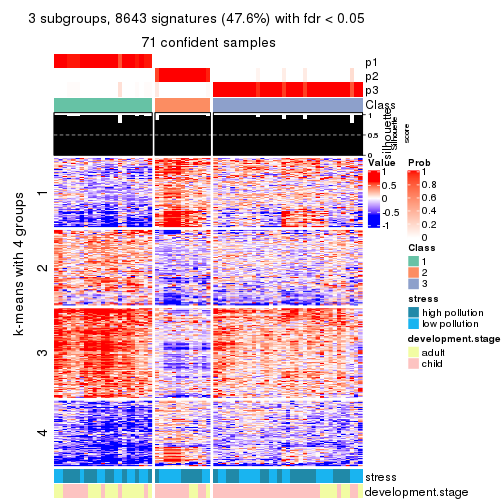 3 subgroups, 8643 signatures (47.6%) with fdr < 0.05
71 confident samples
p1
p2
p3
Class
1
0.5
0
silhouette
Silhouette
score
k-means with 4 groups
1
2
3
4
Value
1
0.5
0
-0.5
-1
Prob
1
0.8
0.6
0.4
0.2
0
Class
1
2
3
stress
high pollution
low pollution
development.stage
adult
child
stress
development.stage